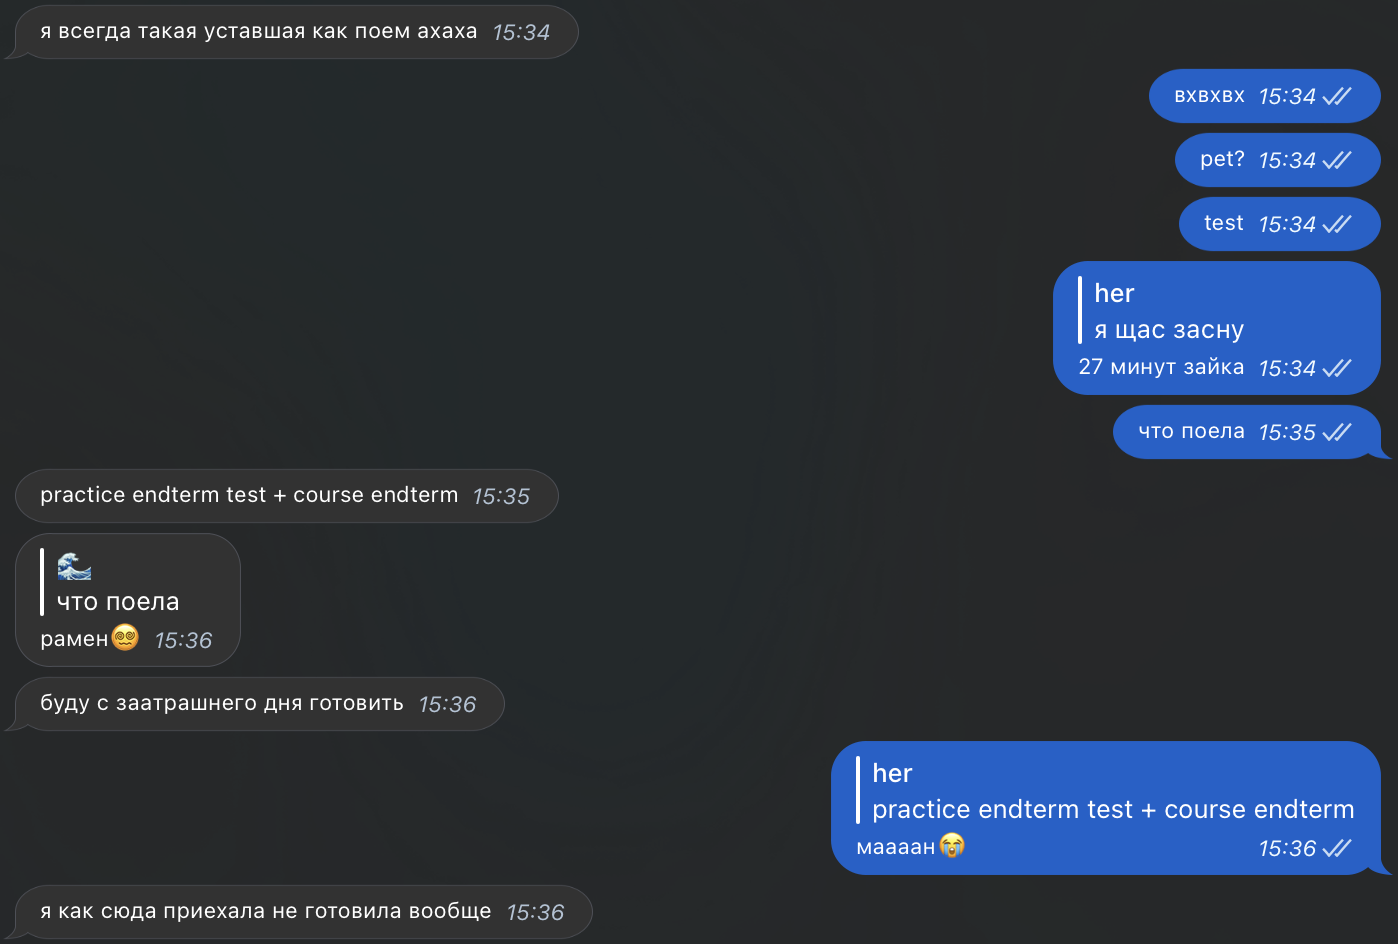 я всегда такая уставшая как поем ахаха 15:34
вхвхвх 15:34
pet? 15:34
test 15:34
her
я щас засну
27 минут зайка 15:34
что поела 15:35
practice endterm test + course endterm 15:35
🌊
что поела
рамен😵‍💫 15:36
буду с заатрашнего дня готовить 15:36
her
practice endterm test + course endterm
маааан😭 15:36
я как сюда приехала не готовила вообще 15:36